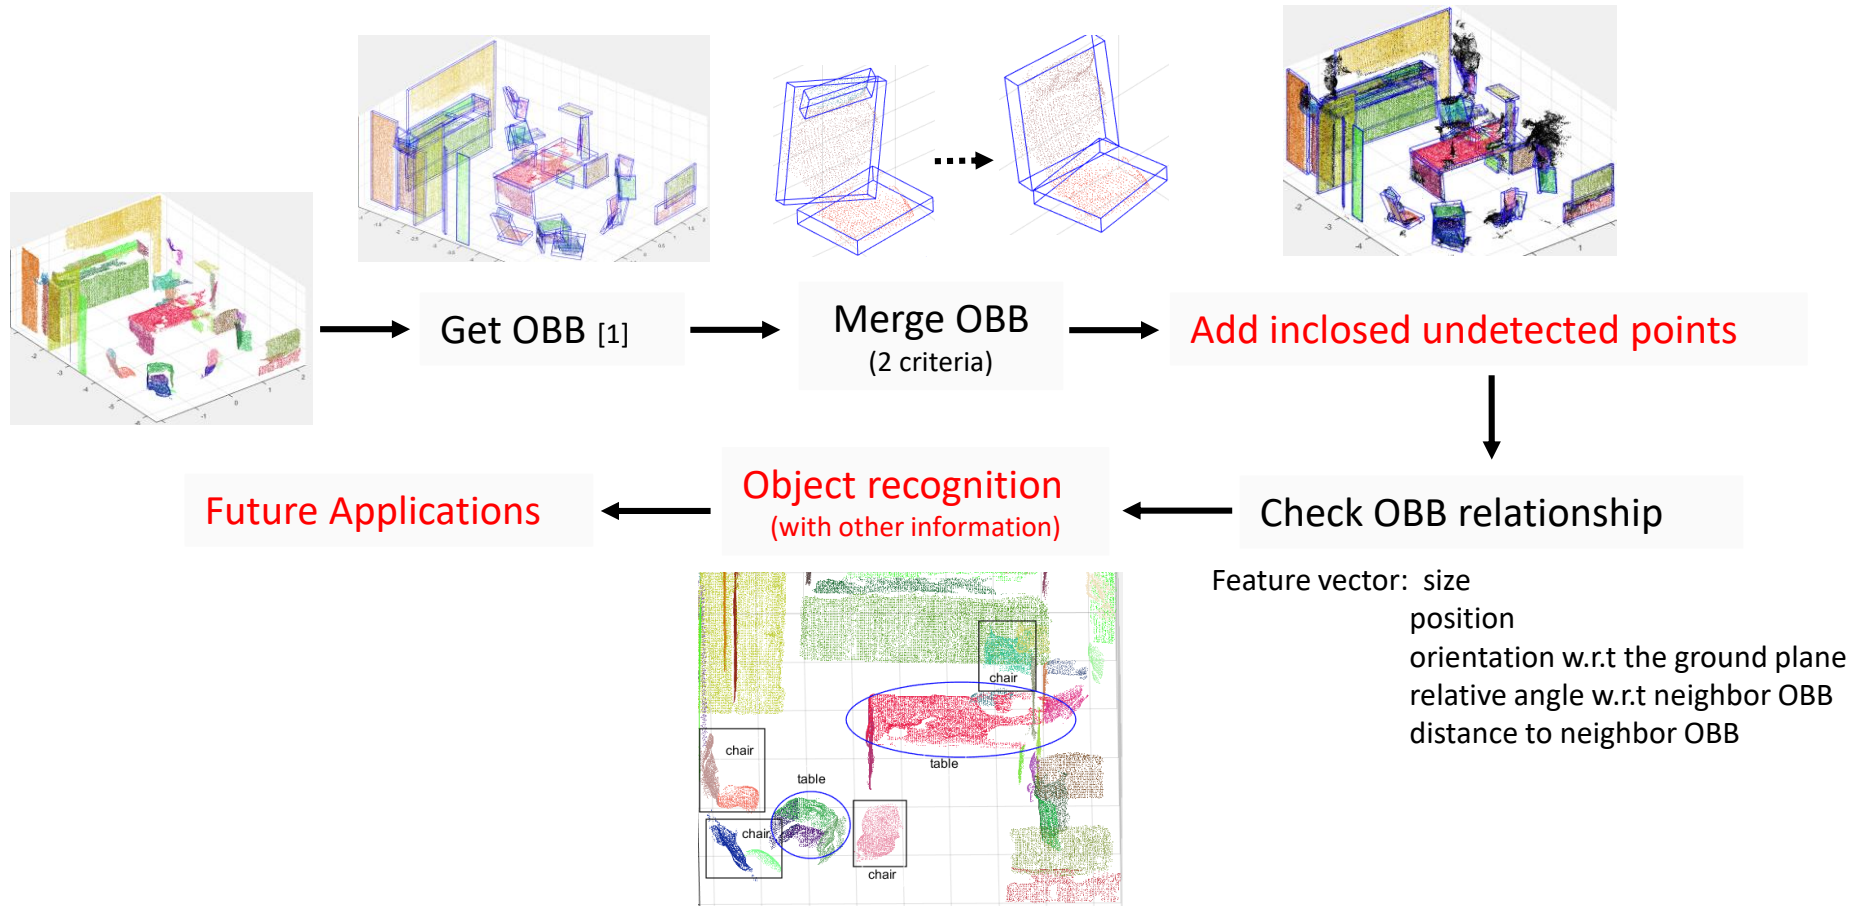 Get OBB [1]
Merge OBB
(2 criteria)
Add inclosed undetected points
Future Applications
Object recognition
(with other information)
Check OBB relationship
Feature vector: size
position
orientation w.r.t the ground plane
relative angle w.r.t neighbor OBB
distance to neighbor OBB
chair
table
chair
table
chair
chair